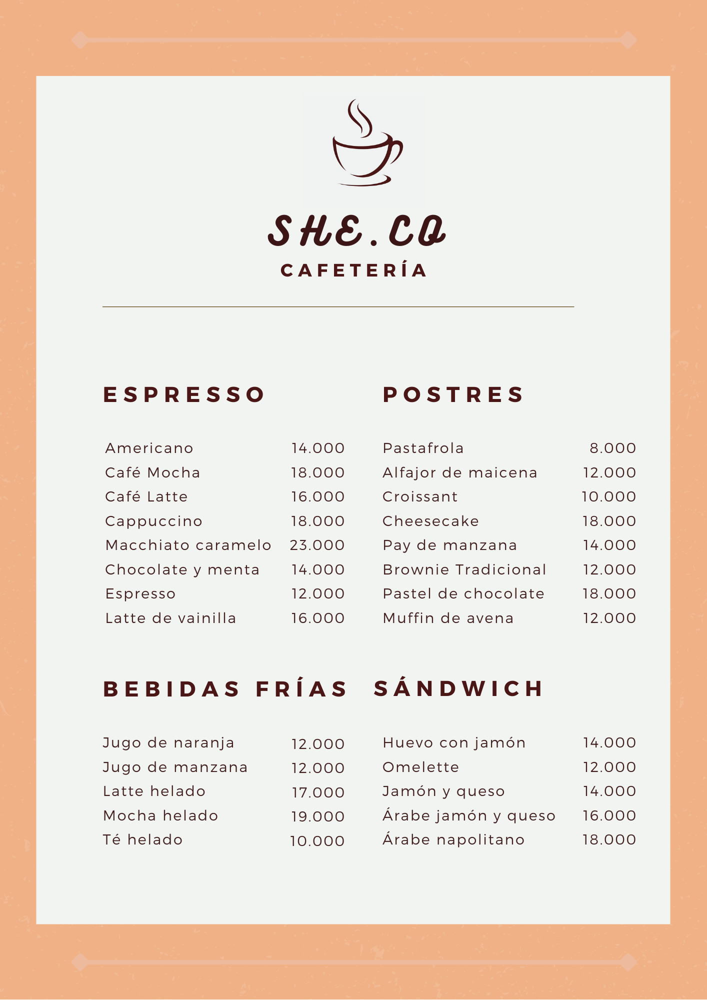 SHE.CO
CAFETERÍA
ESPRESSO
Americano 14.000
Café Mocha 18.000
Café Latte 16.000
Cappuccino 18.000
Macchiato caramelo 23.000
Chocolate y menta 14.000
Espresso 12.000
Latte de vainilla 16.000
POSTRES
Pastafrola 8.000
Alfajor de maicena 12.000
Croissant 10.000
Cheesecake 18.000
Pay de manzana 14.000
Brownie Tradicional 12.000
Pastel de chocolate 18.000
Muffin de avena 12.000
BEBIDAS FRÍAS
Jugo de naranja 12.000
Jugo de manzana 12.000
Latte helado 17.000
Mocha helado 19.000
Té helado 10.000
SÁNDWICH
Huevo con jamón 14.000
Omelette 12.000
Jamón y queso 14.000
Árabe jamón y queso 16.000
Árabe napolitano 18.000